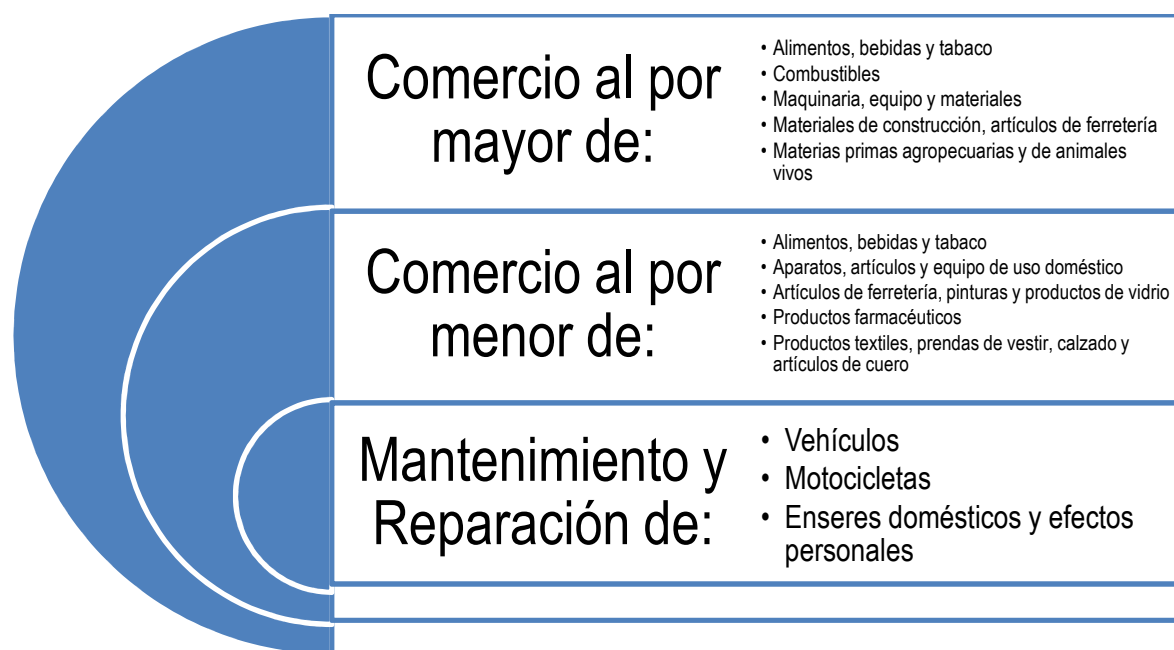 Comercio al por
mayor de:
• Alimentos, bebidas y tabaco
• Combustibles
• Maquinaria, equipo y materiales
• Materiales de construcción, artículos de ferretería
• Materias primas agropecuarias y de animales
vivos
Comercio al por
menor de:
• Alimentos, bebidas y tabaco
• Aparatos, artículos y equipo de uso doméstico
• Artículos de ferretería, pinturas y productos de vidrio
• Productos farmacéuticos
• Productos textiles, prendas de vestir, calzado y
artículos de cuero
Mantenimiento y
Reparación de:
• Vehículos
• Motocicletas
• Enseres domésticos y efectos
personales